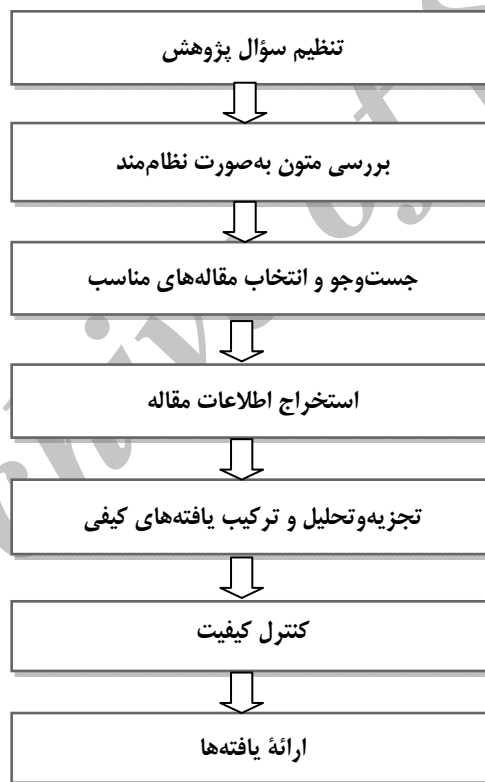 تنظیم سؤال پژوهش
بررسی متون به‌صورت نظام‌مند
جست‌وجو و انتخاب مقاله‌های مناسب
استخراج اطلاعات مقاله
تجزیه‌وتحلیل و ترکیب یافته‌های کیفی
کنترل کیفیت
ارائۀ یافته‌ها